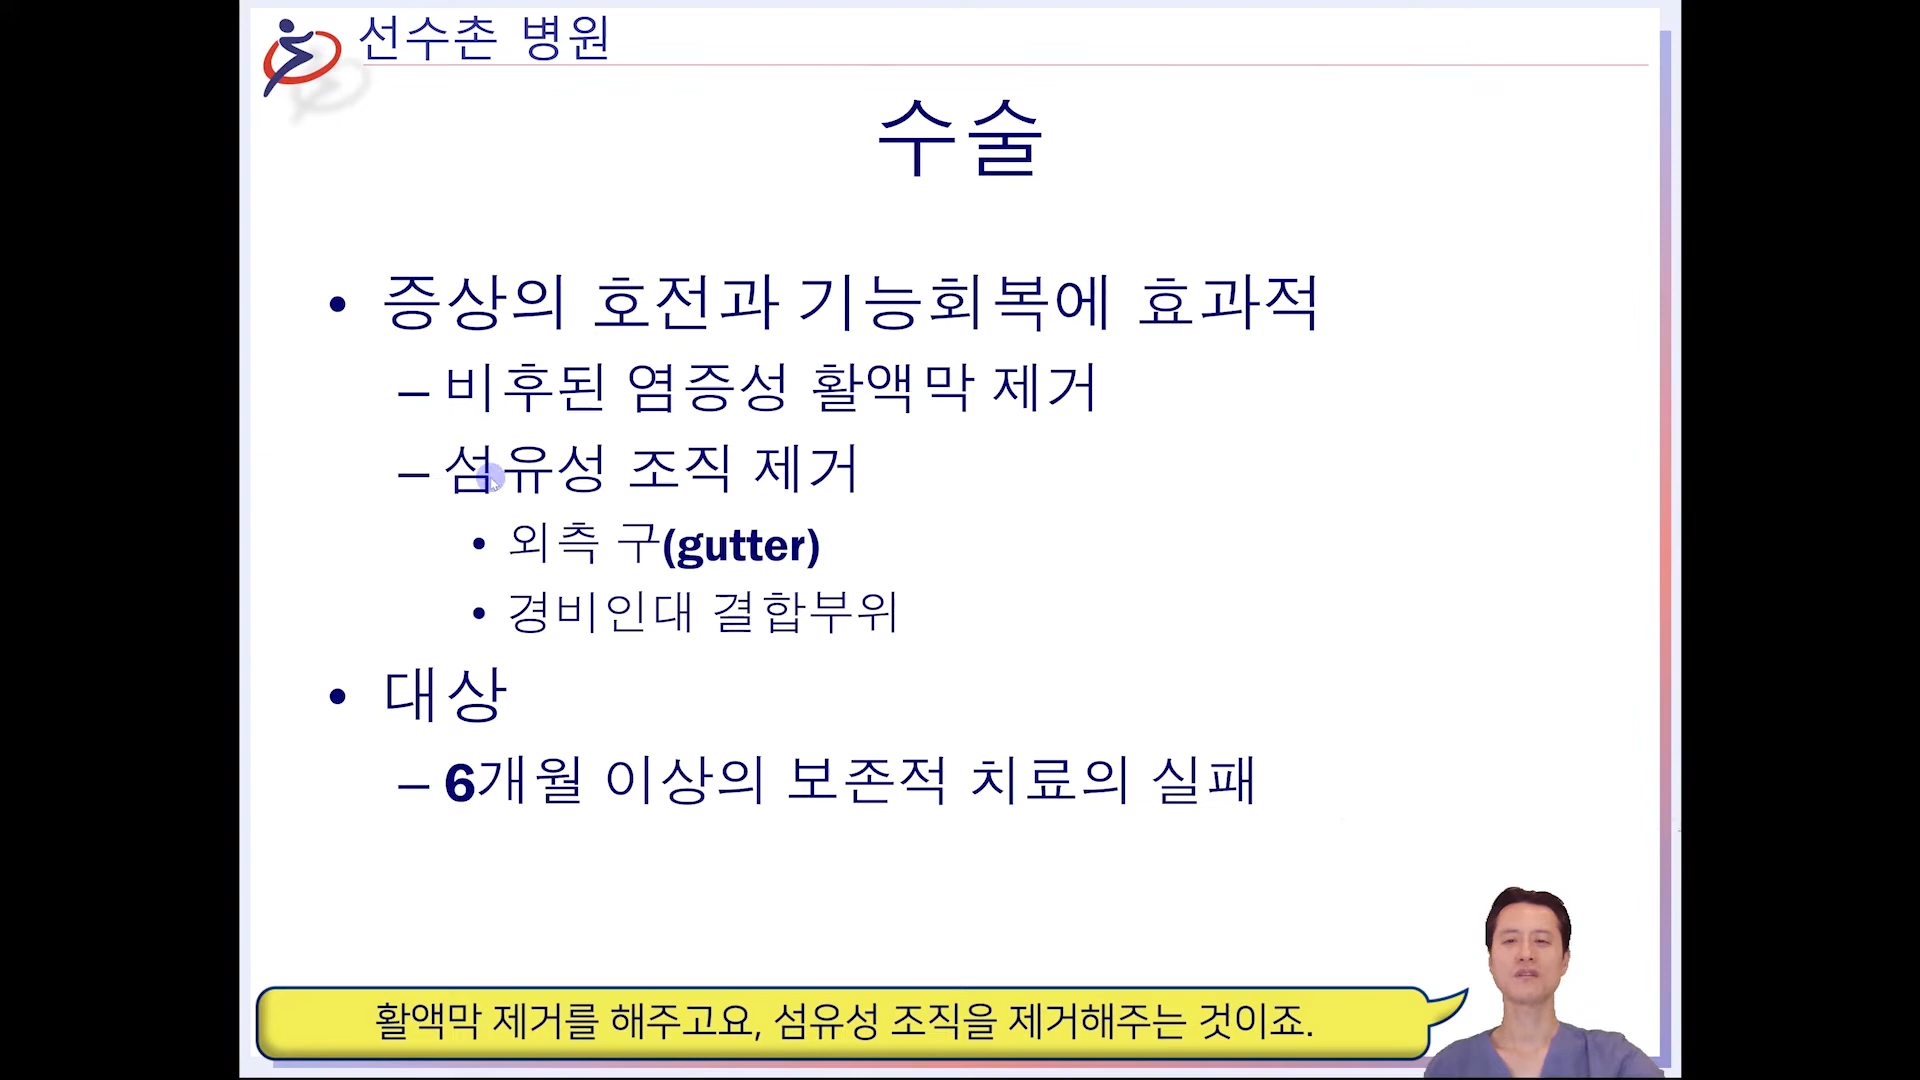 선수촌 병원
수술
• 증상의 호전과 기능회복에 효과적
– 비후된 염증성 활액막 제거
– 섬유성 조직 제거
• 외측 구(gutter)
• 경비인대 결합부위
• 대상
– 6개월 이상의 보존적 치료의 실패
활액막 제거를 해주고요, 섬유성 조직을 제거해주는 것이죠.